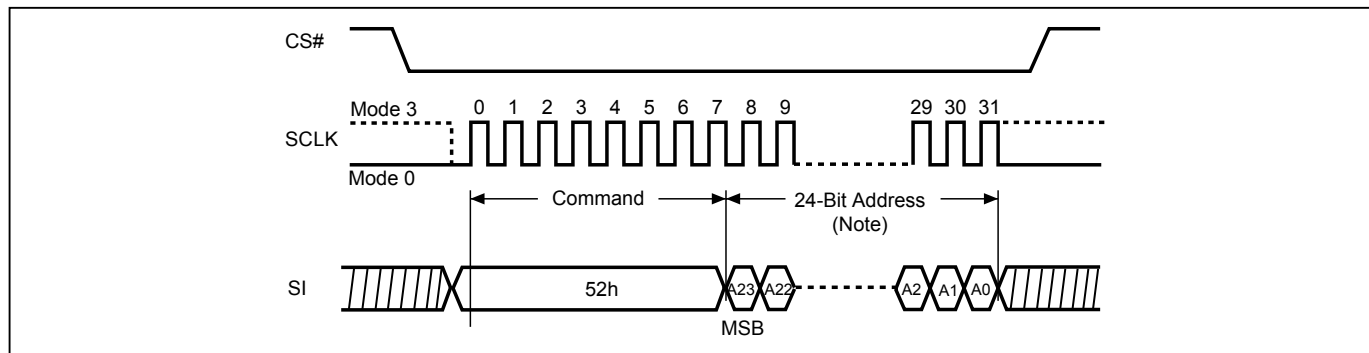 CS#
Mode 3 0 1 2 3 4 5 6 7 8 9 29 30 31
SCLK
Mode 0
Command 24-Bit Address
(Note)
SI 52h A23 A22 A2 A1 A0
MSB